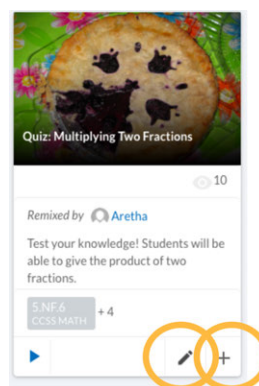 Quiz: Multiplying Two Fractions
10
Remixed by Aretha
Test your knowledge! Students will be
able to give the product of two
fractions.
5.NF.6
CCSS MATH
+ 4